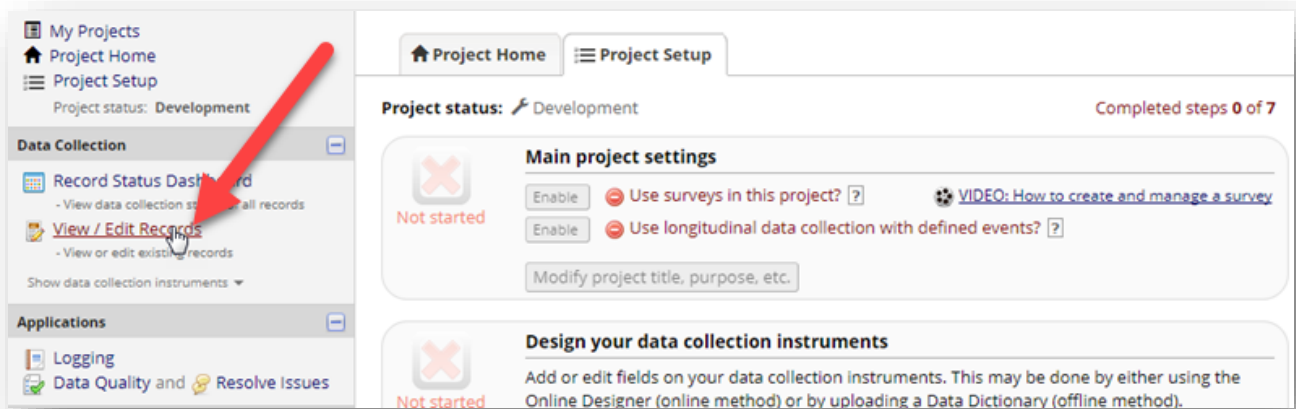 My Projects
Project Home
Project Setup
Project status: Development
Data Collection
Record Status Dashboard
- View data collection all records
View / Edit Records
- View or edit existing records
Show data collection instruments
Applications
Logging
Data Quality and Resolve Issues
Project Home
Project Setup
Project status: Development
Completed steps 0 of 7
Not started
Main project settings
Enable Use surveys in this project? ? VIDEO: How to create and manage a survey
Enable Use longitudinal data collection with defined events? ?
Modify project title, purpose, etc.
Not started
Design your data collection instruments
Add or edit fields on your data collection instruments. This may be done by either using the
Online Designer (online method) or by uploading a Data Dictionary (offline method).